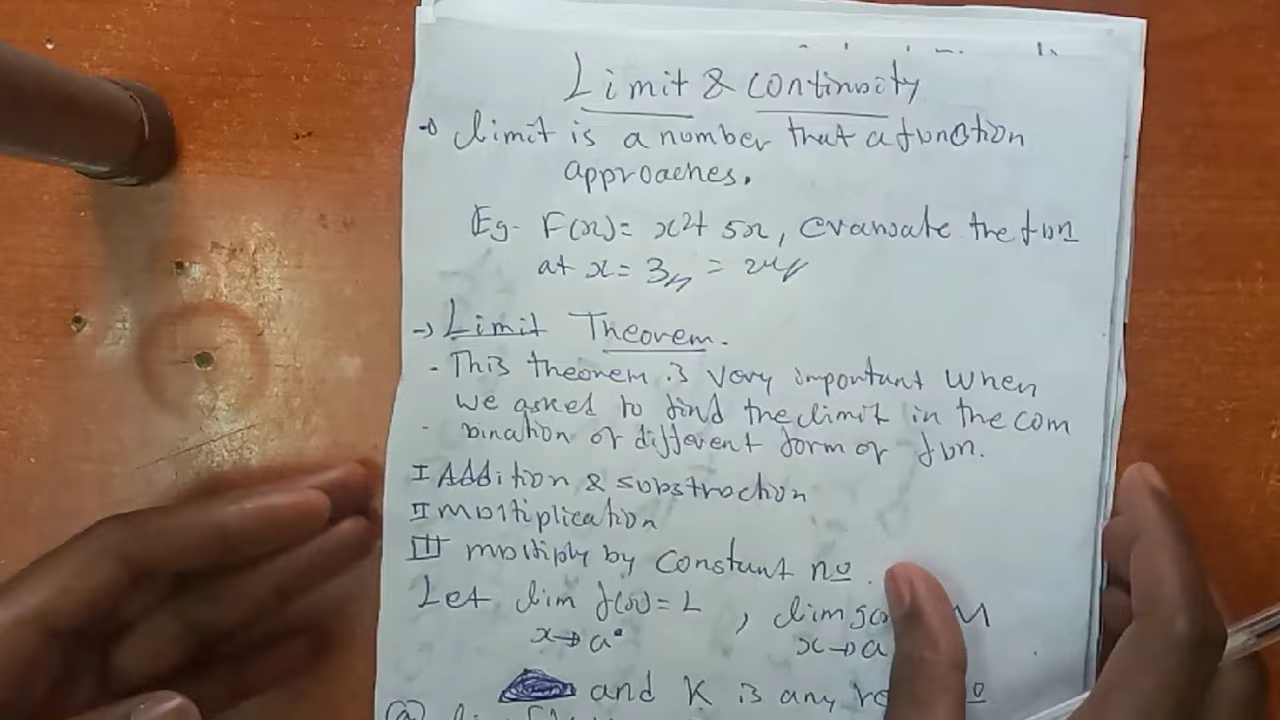 Limit & continuity
limit is a number that a function
approaches.
Eg. F(x) = x²+ 5x, evaruate the fun
at x = 3 = 24
→ Limit Theorem.
- This theorem is very important when
we asked to find the limit in the com
bination of different form of fun.
I Addition & substraction
II multiplication
III multiply by constant no.
Let lim f(x) = L , lim g(x) M
x→a x→a
and K is any